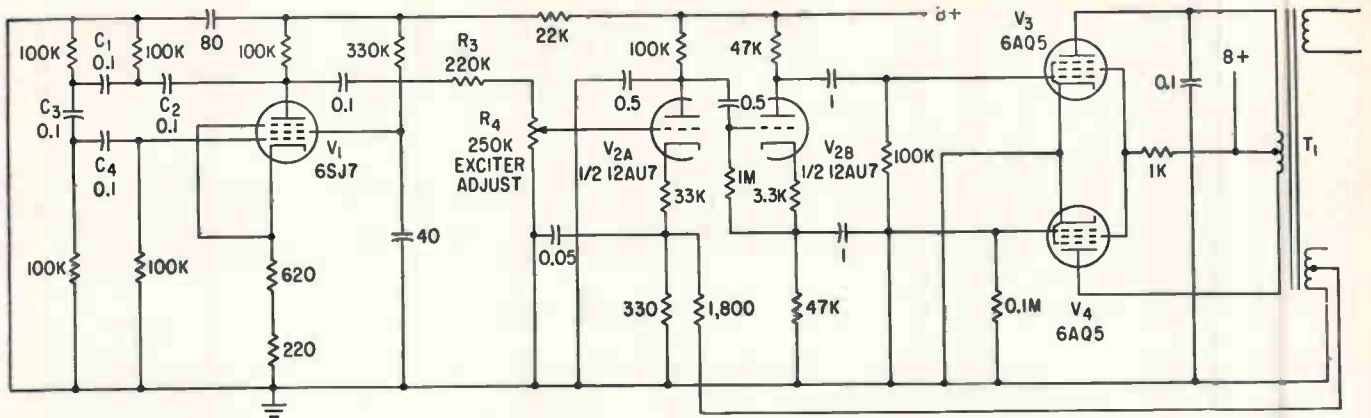 100K
C1
0.1
100K
80
100K
330K
22K
R3
220K
100K
47K
8+
V3
6AQ5
0.1
8+
C3
0.1
C2
0.1
0.1
0.5
0.5
1
C4
0.1
V1
6SJ7
R4
250K
EXCITER
ADJUST
V2A
1/2 12AU7
1M
V2B
1/2 12AU7
100K
1K
T1
33K
3.3K
40
0.05
1
100K
100K
620
220
330
1,800
47K
0.1M
V4
6AQ5